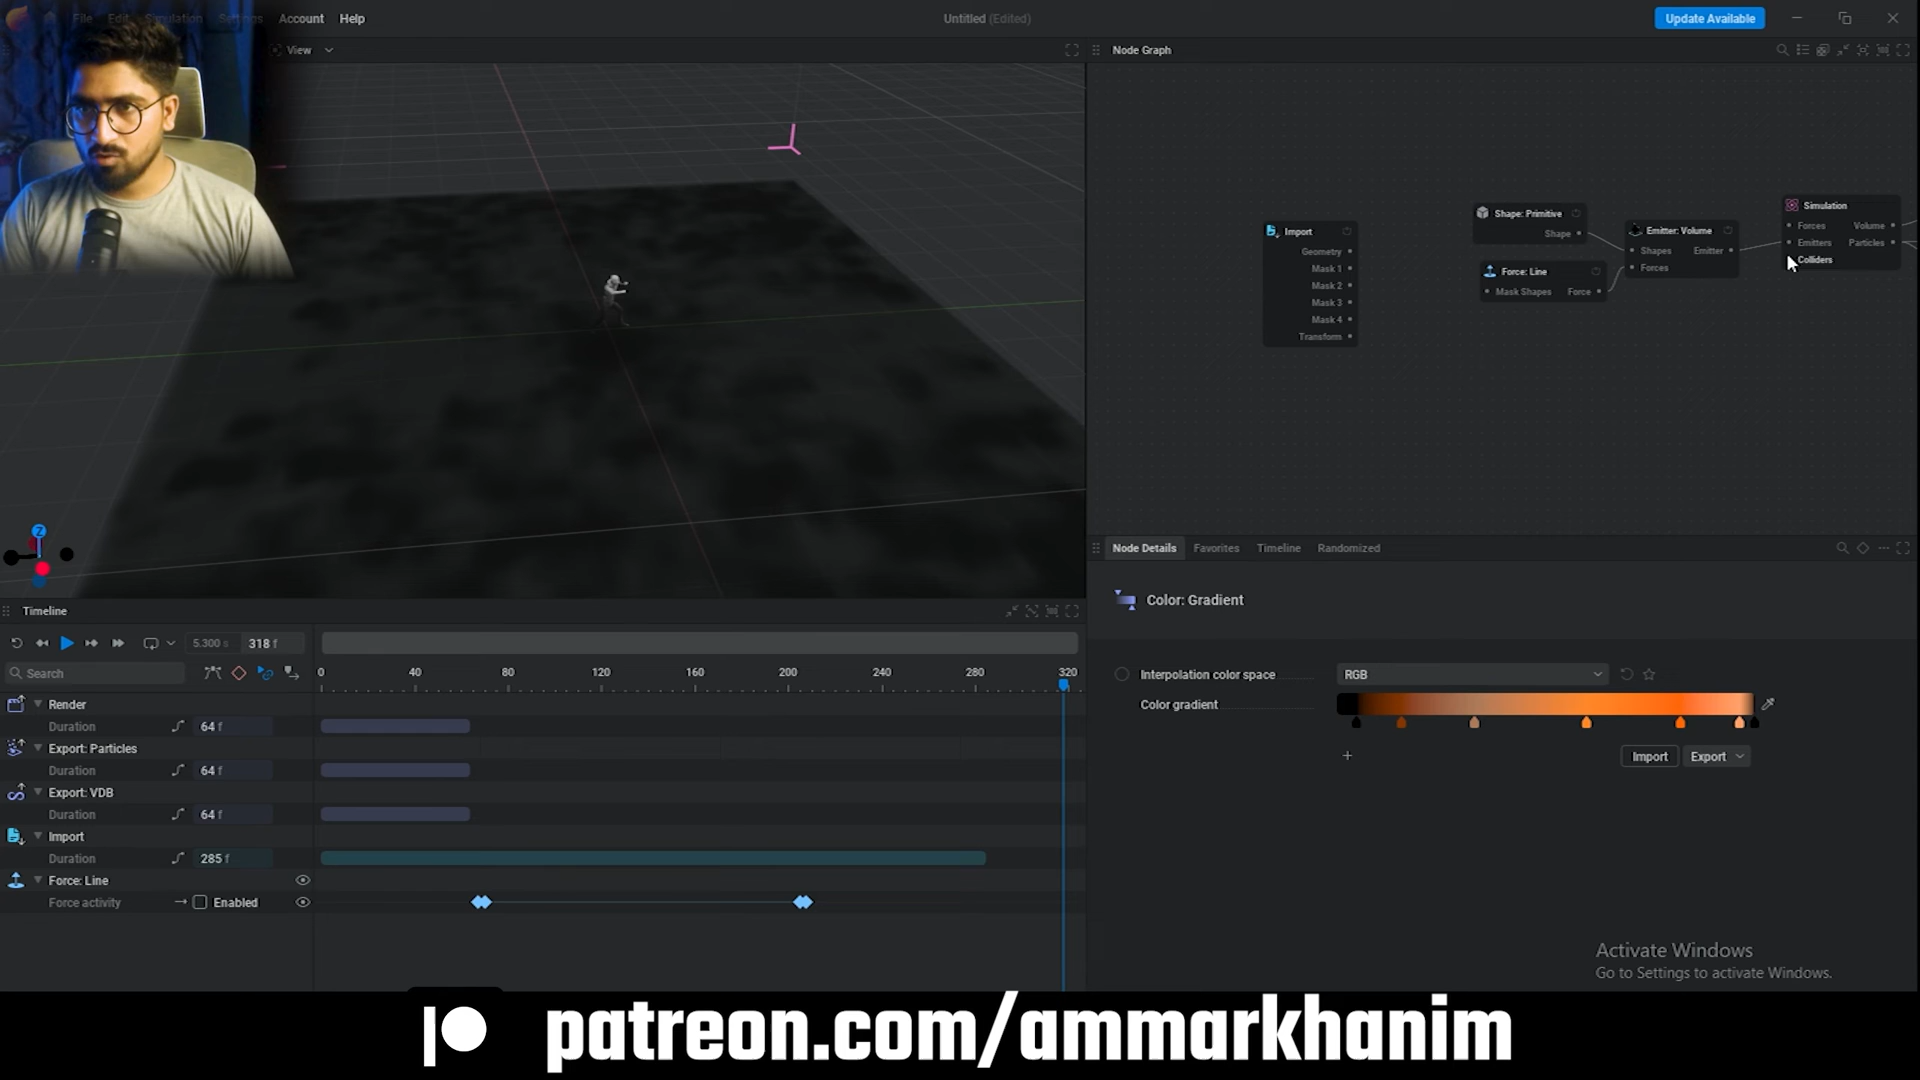 File Edit Simulation Settings Account Help
Untitled (Edited)
Update Available
View
Node Graph
Import
Geometry
Mask 1
Mask 2
Mask 3
Mask 4
Transform
Shape: Primitive
Shape
Force: Line
Mask Shapes Force
Emitter: Volume
Shapes Emitter
Forces
Simulation
Forces Volume
Emitters Particles
Colliders
Z
Node Details Favorites Timeline Randomized
Color: Gradient
Interpolation color space RGB
Color gradient
Import Export
Timeline
5.300 s 318 f
Search
0 40 80 120 160 200 240 280 320
Render
Duration 64 f
Export: Particles
Duration 64 f
Export: VDB
Duration 64 f
Import
Duration 285 f
Force: Line
Force activity Enabled
Activate Windows
Go to Settings to activate Windows.
patreon.com/ammarkhanim